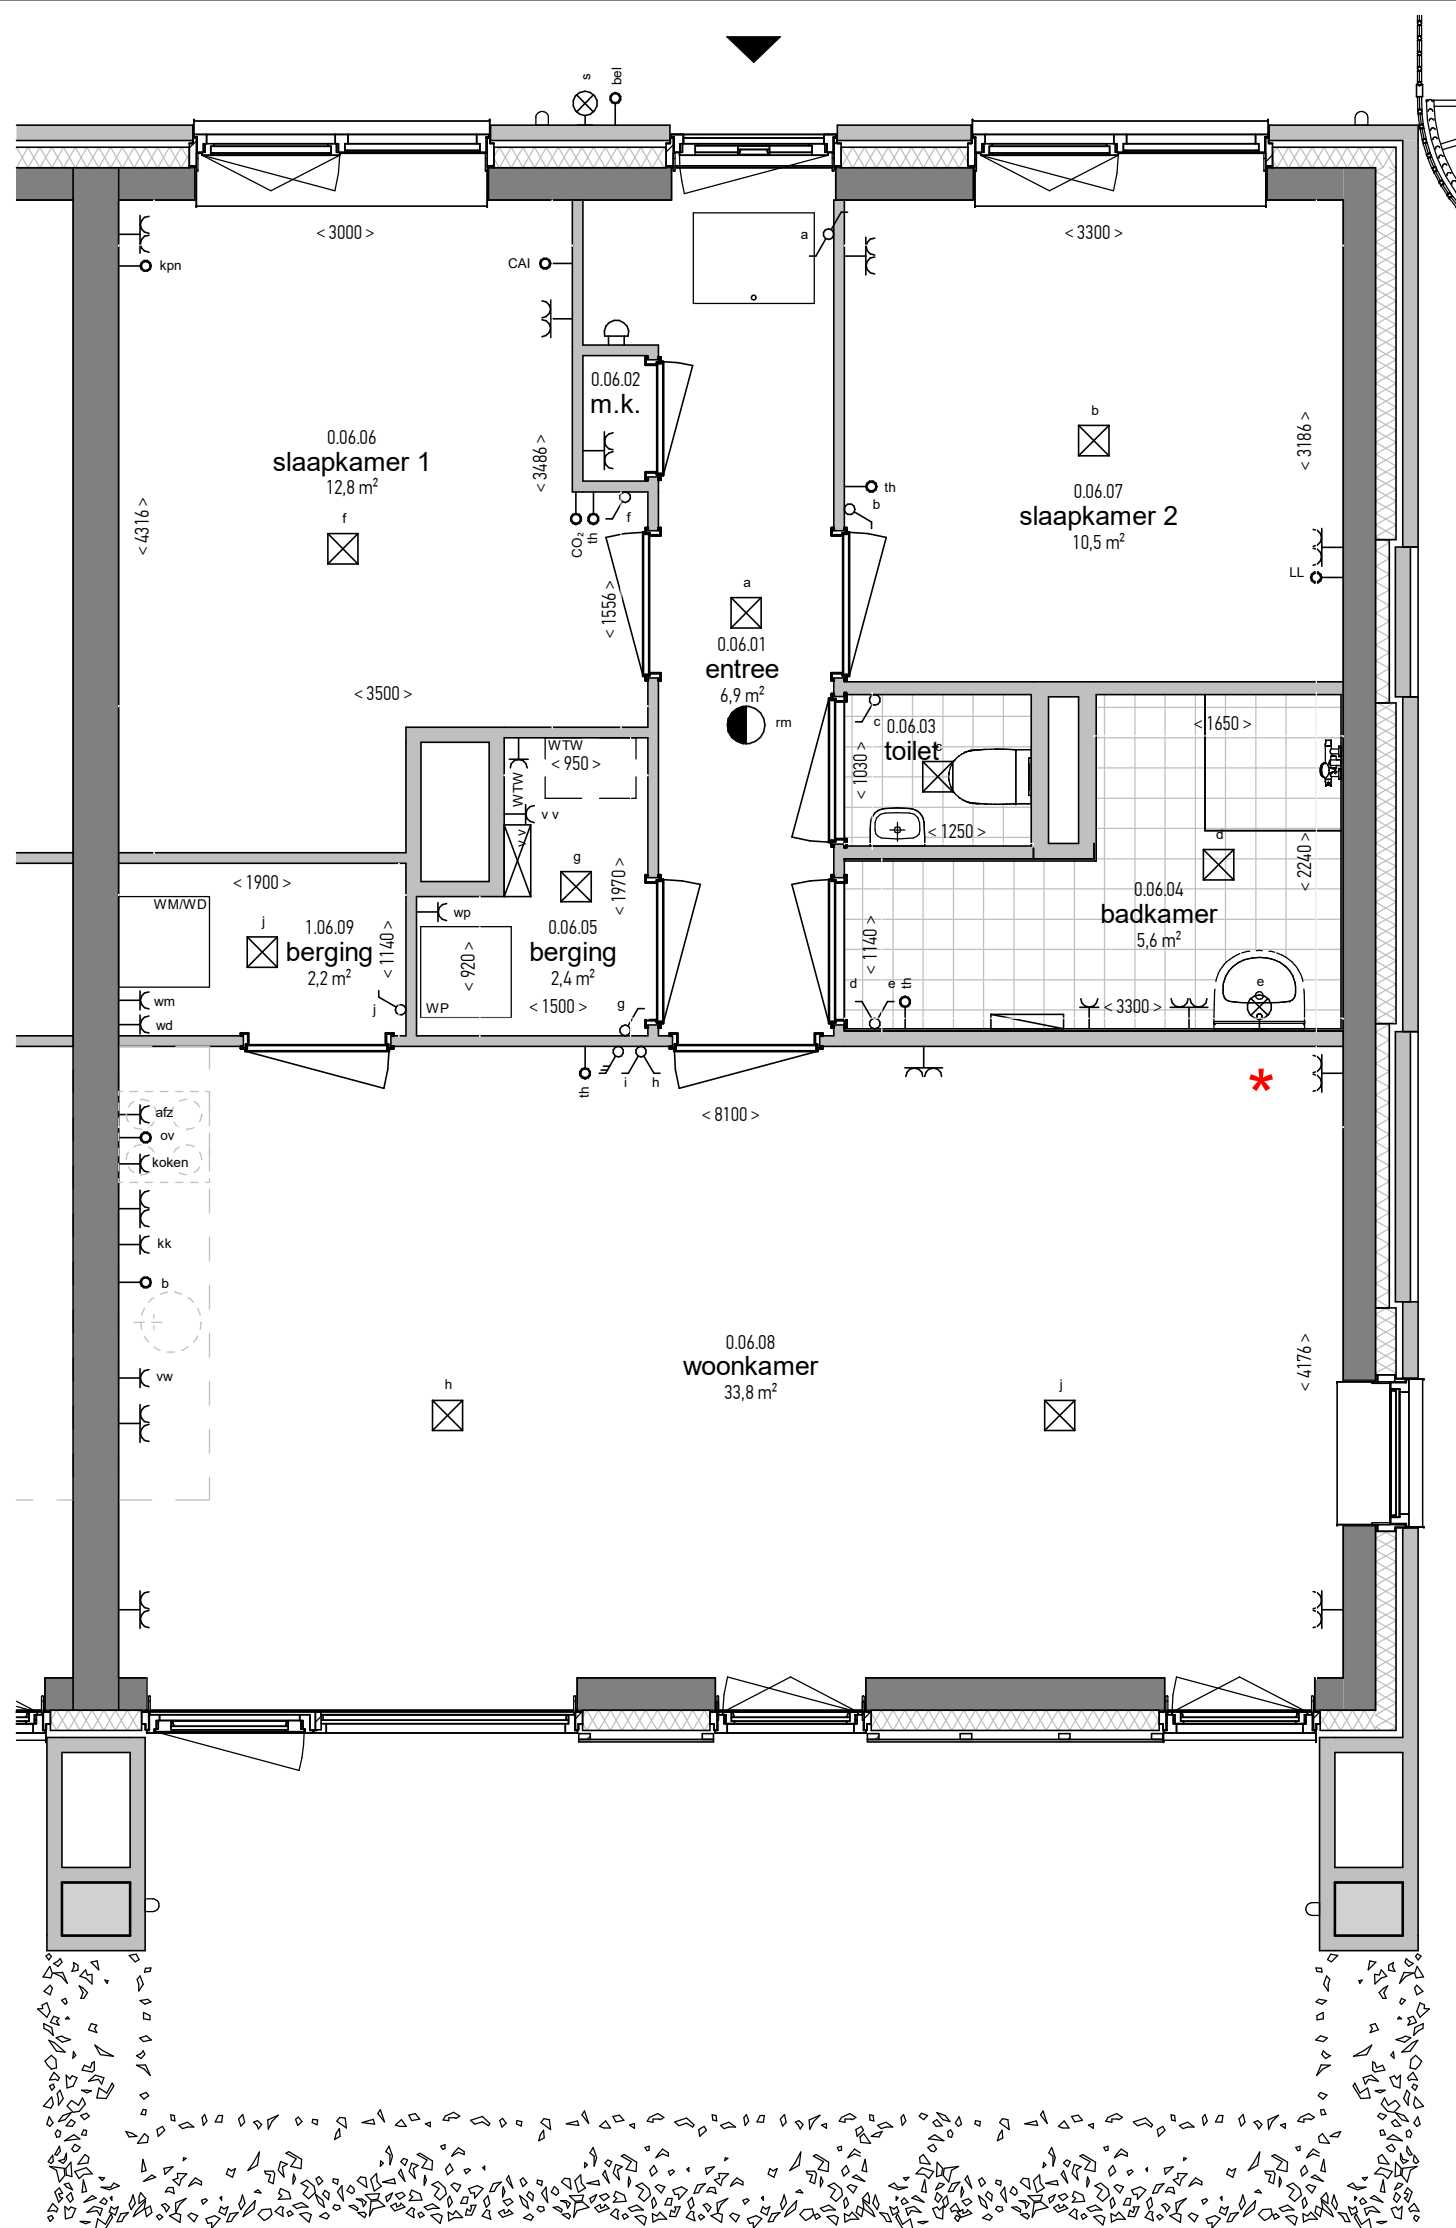 s
bel
< 3000 >
< 3300 >
a
kpn
CAI
0.06.02
m.k.
b
0.06.06
slaapkamer 1
12,8 m²
< 3486 >
< 3186 >
f
< 4316 >
th
b
0.06.07
slaapkamer 2
10,5 m²
CO₂
th
f
LL
a
< 1556 >
0.06.01
entree
6,9 m²
rm
< 3500 >
c
0.06.03
toilet
c
< 1030 >
< 1250 >
< 1650 >
WTW
< 950 >
WTW
v v
v v
g
< 1970 >
d
< 2240 >
< 1900 >
WM/WD
j
1.06.09
berging
2,2 m²
< 1140 >
wp
0.06.05
berging
2,4 m²
< 920 >
WP
< 1500 >
g
0.06.04
badkamer
5,6 m²
< 1140 >
d
e
th
< 3300 >
e
wm
wd
j
th
i
h
*
< 8100 >
afz
ov
koken
kk
b
vw
0.06.08
woonkamer
33,8 m²
< 4176 >
h
j